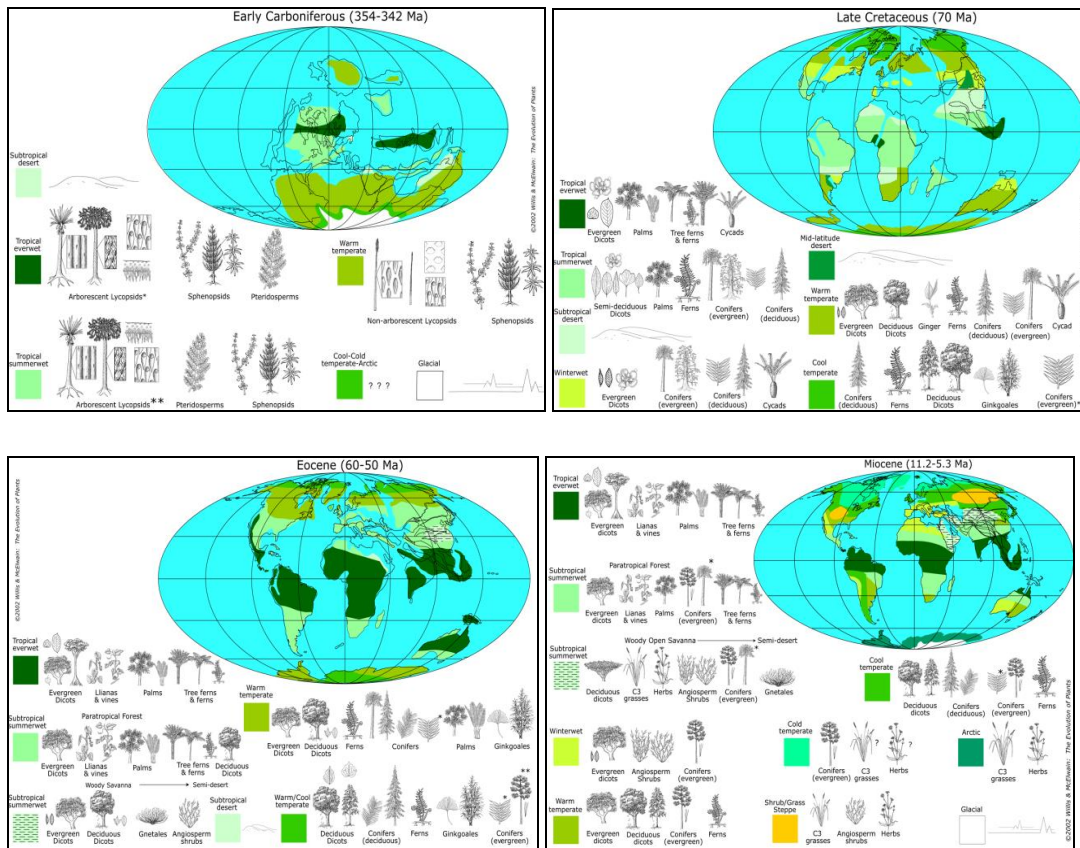 Early Carboniferous (354-342 Ma)
©2002 Willis & McElwain: The Evolution of Plants
Subtropical
desert
Tropical
everwet
Arborescent Lycopsids*
Sphenopsids
Pteridosperms
Warm
temperate
Non-arborescent Lycopsids
Sphenopsids
Tropical
summerwet
Arborescent Lycopsids**
Pteridosperms
Sphenopsids
Cool-Cold
temperate-Arctic
? ? ?
Glacial
Late Cretaceous (70 Ma)
©2002 Willis & McElwain: The Evolution of Plants
Tropical
everwet
Evergreen
Dicots
Palms
Tree ferns
& ferns
Cycads
Tropical
summerwet
Semi-deciduous
Dicots
Palms
Ferns
Conifers
(evergreen)
Conifers
(deciduous)
Mid-latitude
desert
Subtropical
desert
Warm
temperate
Evergreen
Dicots
Deciduous
Dicots
Ginger
Ferns
Conifers
(deciduous)
Conifers
(evergreen)
Cycad
Winterwet
Evergreen
Dicots
Conifers
(evergreen)
Conifers
(deciduous)
Cycads
Cool
temperate
Conifers
(deciduous)
Ferns
Deciduous
Dicots
Ginkgoales
Conifers
(evergreen)*
Eocene (60-50 Ma)
©2002 Willis & McElwain: The Evolution of Plants
Tropical
everwet
Evergreen
Dicots
Llianas
& vines
Palms
Tree ferns
& ferns
Warm
temperate
Evergreen
Dicots
Deciduous
Dicots
Ferns
Conifers
*
Palms
Ginkgoales
Subtropical
summerwet
Paratropical Forest
Evergreen
Dicots
Llianas
& vines
Palms
Tree ferns
& ferns
Deciduous
Dicots
Subtropical
summerwet
Woody Savanna
Semi-desert
Evergreen
Dicots
Deciduous
Dicots
Gnetales
Angiosperm
shrubs
Subtropical
desert
Warm/Cool
temperate
Deciduous
Dicots
Conifers
(deciduous)
Ferns
Ginkgoales
*
**
Conifers
(evergreen)
Miocene (11.2-5.3 Ma)
©2002 Willis & McElwain: The Evolution of Plants
Tropical
everwet
Evergreen
dicots
Lianas
& vines
Palms
Tree ferns
& ferns
Subtropical
summerwet
Paratropical Forest
Evergreen
dicots
Lianas
& vines
Palms
Conifers
(evergreen)
*
Tree ferns
& ferns
Subtropical
summerwet
Woody Open Savanna
Semi-desert
Deciduous
dicots
C3
grasses
Herbs
Angiosperm
Shrubs
Conifers
(evergreen)
*
Gnetales
Cool
temperate
Deciduous
dicots
Conifers
(deciduous)
*
Conifers
(evergreen)
Ferns
Winterwet
Evergreen
dicots
Angiosperm
Shrubs
Conifers
(evergreen)
Cold
temperate
Conifers
(evergreen)
C3
grasses
?
Herbs
?
Arctic
C3
grasses
Herbs
Warm
temperate
Evergreen
dicots
Deciduous
dicots
Conifers
(evergreen)
Ferns
Shrub/Grass
Steppe
C3
grasses
Angiosperm
shrubs
Herbs
Glacial